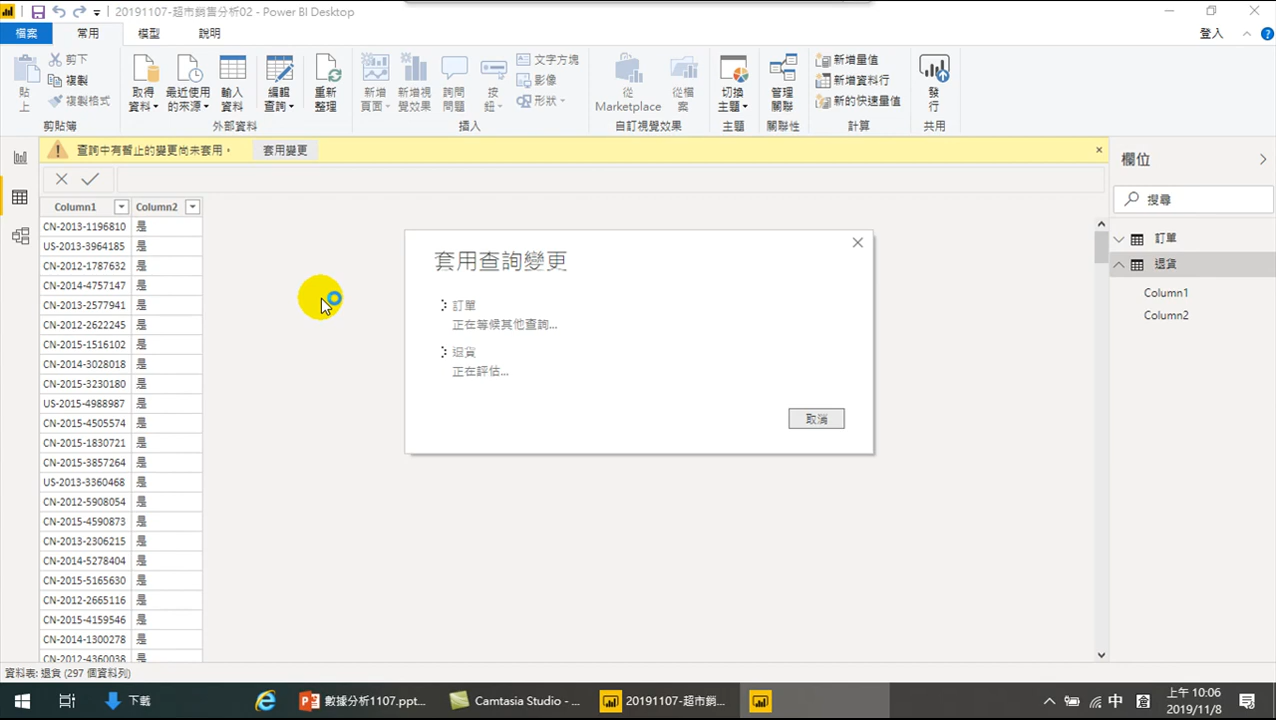 20191107-超市銷售分析02 - Power BI Desktop
檔案 常用 模型 說明 登入
貼上 剪下 複製 複製格式 剪貼簿
取得資料 最近使用的來源 輸入資料 編輯查詢 重新整理 外部資料
新增頁面 新增視覺效果 詢問問題 按鈕 文字方塊 影像 形狀 插入
從 Marketplace 從檔案 自訂視覺效果
切換主題 主題
管理關聯 關聯性
新增量值 新增資料行 新的快速量值 計算
發行 共用
查詢中有暫止的變更尚未套用。 套用變更
欄位
搜尋
訂單
退貨
Column1
Column2
Column1 Column2
CN-2013-1196810 是
US-2013-3964185 是
CN-2012-1787632 是
CN-2014-4757147 是
CN-2013-2577941 是
CN-2012-2622245 是
CN-2015-1516102 是
CN-2014-3028018 是
CN-2015-3230180 是
US-2015-4988987 是
CN-2015-4505574 是
CN-2015-1830721 是
CN-2015-3857264 是
US-2013-3360468 是
CN-2012-5908054 是
CN-2015-4590873 是
CN-2013-2306215 是
CN-2014-5278404 是
CN-2015-5165630 是
CN-2012-2665116 是
CN-2015-4159546 是
CN-2014-1300278 是
CN-2012-4360038 是
套用查詢變更
訂單
正在等候其他查詢...
退貨
正在評估...
取消
資料表: 退貨 (297 個資料列)
下載 數據分析1107.ppt... Camtasia Studio - ... 20191107-超市銷... 中
上午 10:06
2019/11/8